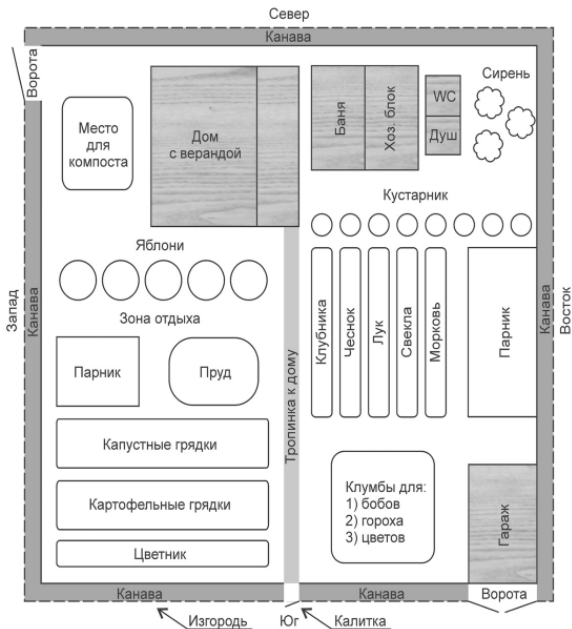 Север
Канава
Ворота
Место
для
компоста
Дом
с верандой
Баня
Хоз. блок
WC
Душ
Сирень
Кустарник
Яблони
Зона отдыха
Парник
Пруд
Капустные грядки
Картофельные грядки
Цветник
Тропинка к дому
Клубника
Чеснок
Лук
Свекла
Морковь
Парник
Клумбы для:
1) бобов
2) гороха
3) цветов
Гараж
Запад
Канава
Канава
Восток
Канава
Канава
Ворота
Изгородь
Юг
Калитка